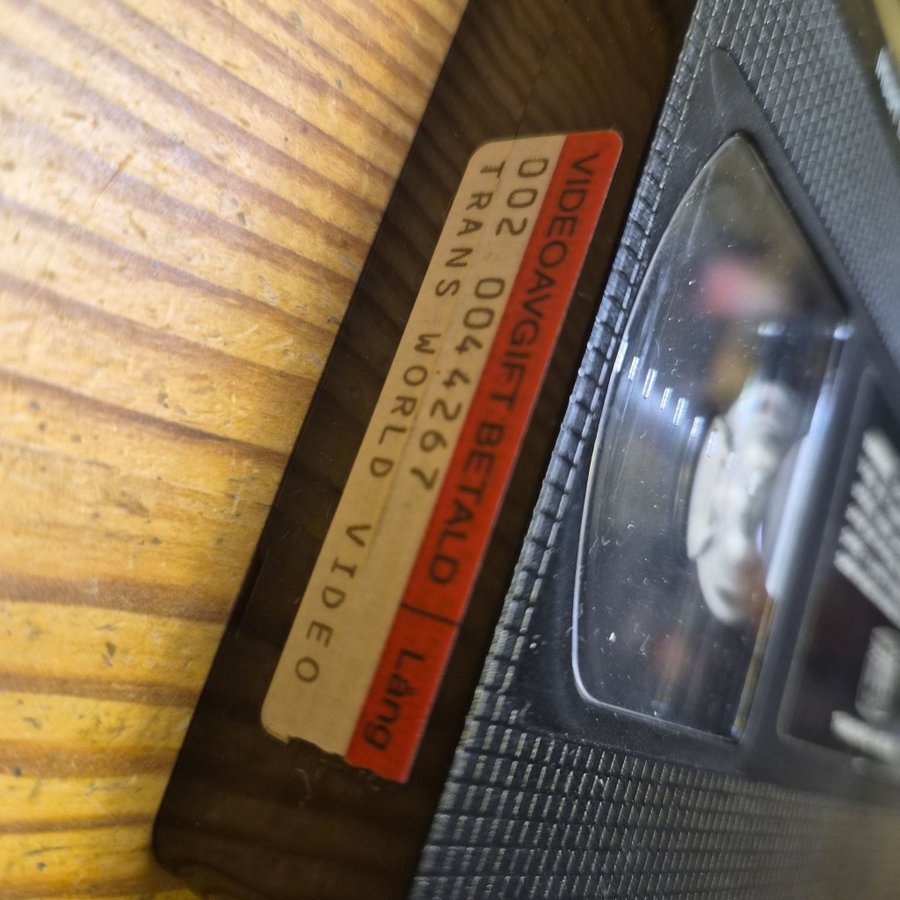 VIDEOAVGIFT BETALD | Lång
002 0044267
TRANS WORLD VIDEO